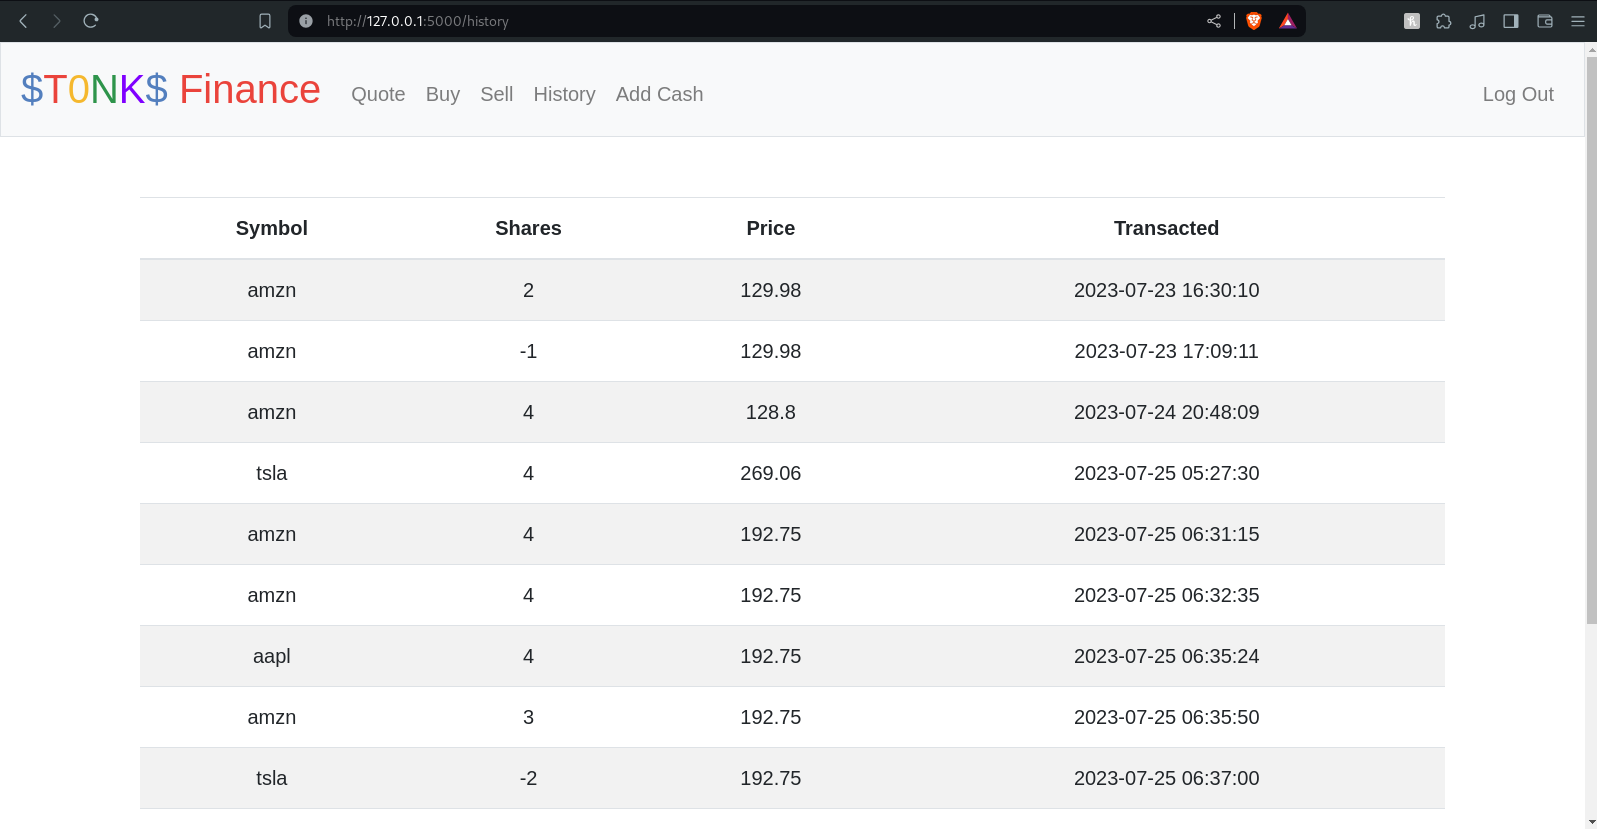 http://127.0.0.1:5000/history
$T0NK$ Finance Quote Buy Sell History Add Cash Log Out
Symbol Shares Price Transacted
amzn 2 129.98 2023-07-23 16:30:10
amzn -1 129.98 2023-07-23 17:09:11
amzn 4 128.8 2023-07-24 20:48:09
tsla 4 269.06 2023-07-25 05:27:30
amzn 4 192.75 2023-07-25 06:31:15
amzn 4 192.75 2023-07-25 06:32:35
aapl 4 192.75 2023-07-25 06:35:24
amzn 3 192.75 2023-07-25 06:35:50
tsla -2 192.75 2023-07-25 06:37:00